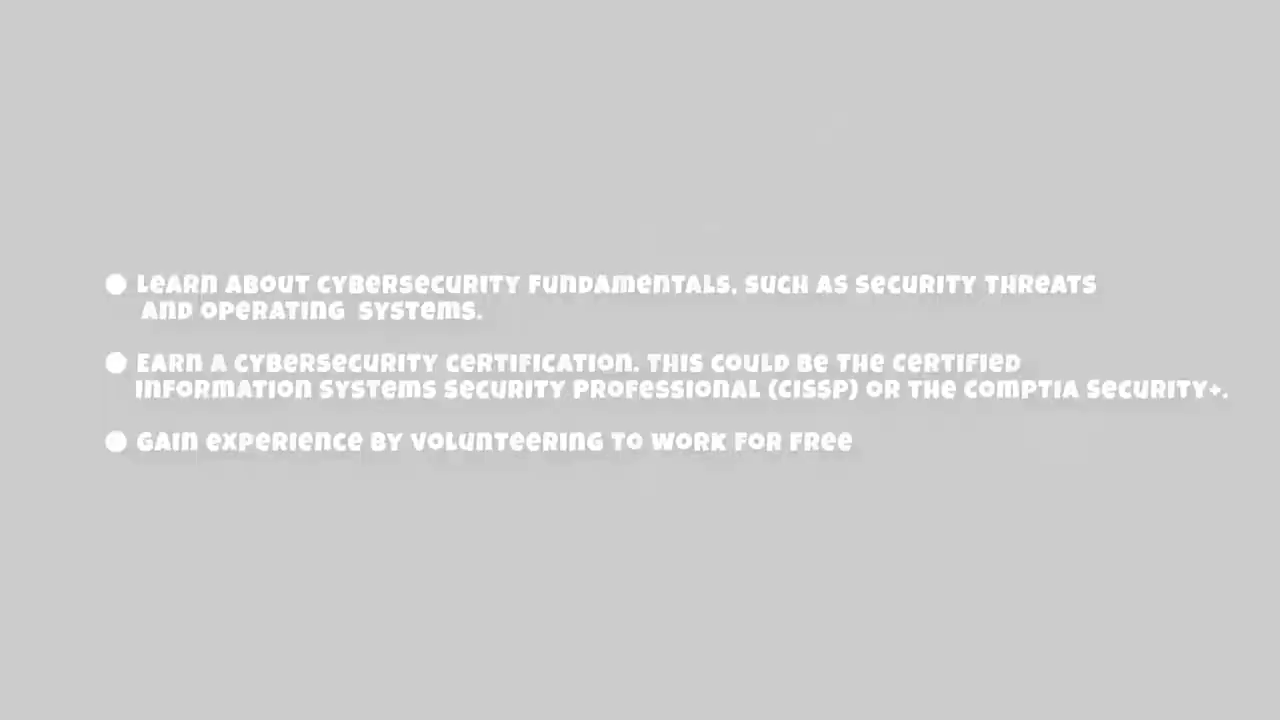 ● Learn about cybersecurity fundamentals, such as security threats
and operating systems.
● Earn a cybersecurity certification. This could be the Certified
Information Systems Security Professional (CISSP) or the CompTIA Security+.
● Gain experience by volunteering to work for free